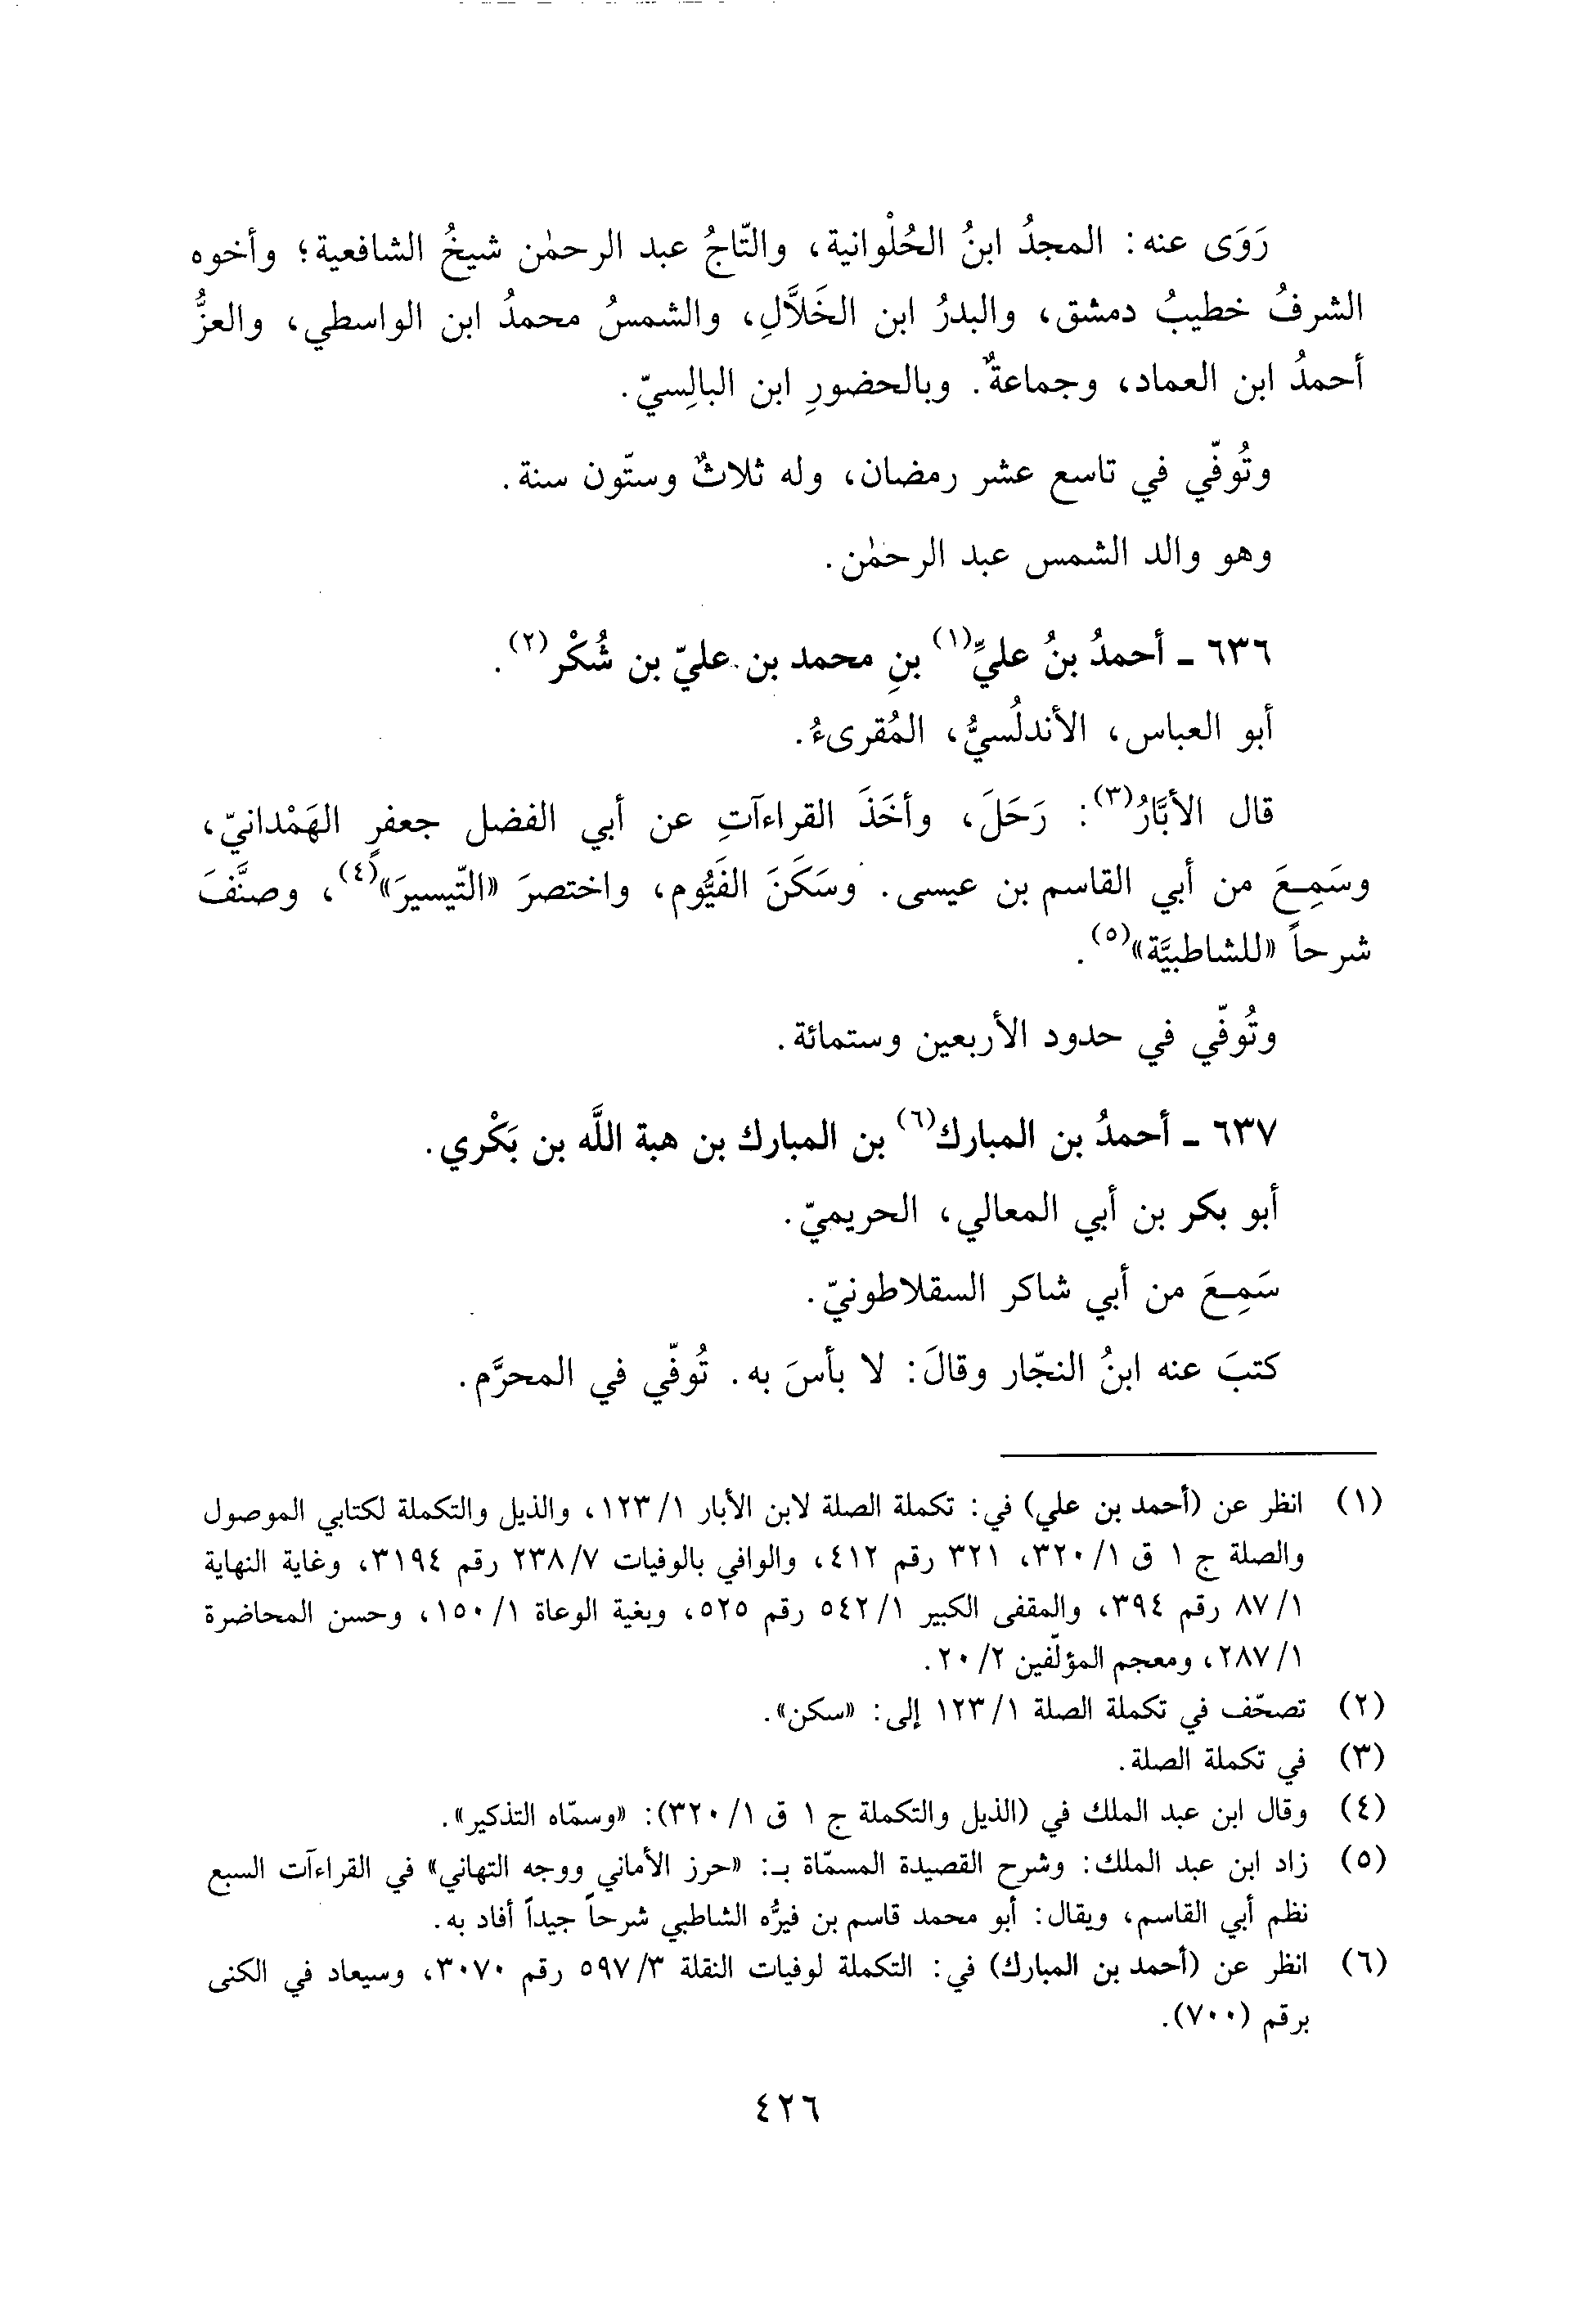 رَوَى عنه: المجدُ ابنُ الحُلْوانية، والتّاجُ عبد الرحمٰن شيخُ الشافعية؛ وأخوه
الشرفُ خطيبُ دمشق، والبدرُ ابن الخَلاَّلِ، والشمسُ محمدُ ابن الواسطي، والعزُّ
أحمدُ ابن العماد، وجماعةٌ. وبالحضورِ ابن البالِسيّ.
وتُوفّي في تاسع عشر رمضان، وله ثلاثٌ وستّون سنة.
وهو والد الشمس عبد الرحمٰن.
٦٣٦ ـ أحمدُ بنُ عليٍّ(١) بنِ محمد بن عليّ بن شُكْر(٢).
أبو العباس، الأندلُسيُّ، المُقرىءُ.
قال الأبَّارُ(٣): رَحَلَ، وأخَذَ القراءآتِ عن أبي الفضل جعفرٍ الهَمْدانيّ،
وسَمِعَ من أبي القاسم بن عيسى. وسَكَنَ الفَيُّوم، واختصرَ «التّيسيرَ»(٤)، وصنَّفَ
شرحاً «للشاطبيَّة»(٥).
وتُوفّي في حدود الأربعين وستمائة.
٦٣٧ ـ أحمدُ بن المبارك(٦) بن المبارك بن هبة اللَّه بن بَكْري.
أبو بكر بن أبي المعالي، الحريميّ.
سَمِعَ من أبي شاكر السقلاطونيّ.
كتبَ عنه ابنُ النجّار وقالَ: لا بأسَ به. تُوفّي في المحرَّم.
(١) انظر عن (أحمد بن علي) في: تكملة الصلة لابن الأبار ١/ ١٢٣، والذيل والتكملة لكتابي الموصول
والصلة ج ١ ق ١/ ٣٢٠، ٣٢١ رقم ٤١٢، والوافي بالوفيات ٧/ ٢٣٨ رقم ٣١٩٤، وغاية النهاية
١/ ٨٧ رقم ٣٩٤، والمقفى الكبير ١/ ٥٤٢ رقم ٥٢٥، وبغية الوعاة ١/ ١٥٠، وحسن المحاضرة
١/ ٢٨٧، ومعجم المؤلّفين ٢/ ٢٠.
(٢) تصحّف في تكملة الصلة ١/ ١٢٣ إلى: «سكن».
(٣) في تكملة الصلة.
(٤) وقال ابن عبد الملك في (الذيل والتكملة ج ١ ق ١/ ٣٢٠): «وسمّاه التذكير».
(٥) زاد ابن عبد الملك: وشرح القصيدة المسمّاة بـ: «حرز الأماني ووجه التهاني» في القراءآت السبع
نظم أبي القاسم، ويقال: أبو محمد قاسم بن فيرُّه الشاطبي شرحاً جيداً أفاد به.
(٦) انظر عن (أحمد بن المبارك) في: التكملة لوفيات النقلة ٣/ ٥٩٧ رقم ٣٠٧٠، وسيعاد في الكنى
برقم (٧٠٠).
٤٢٦